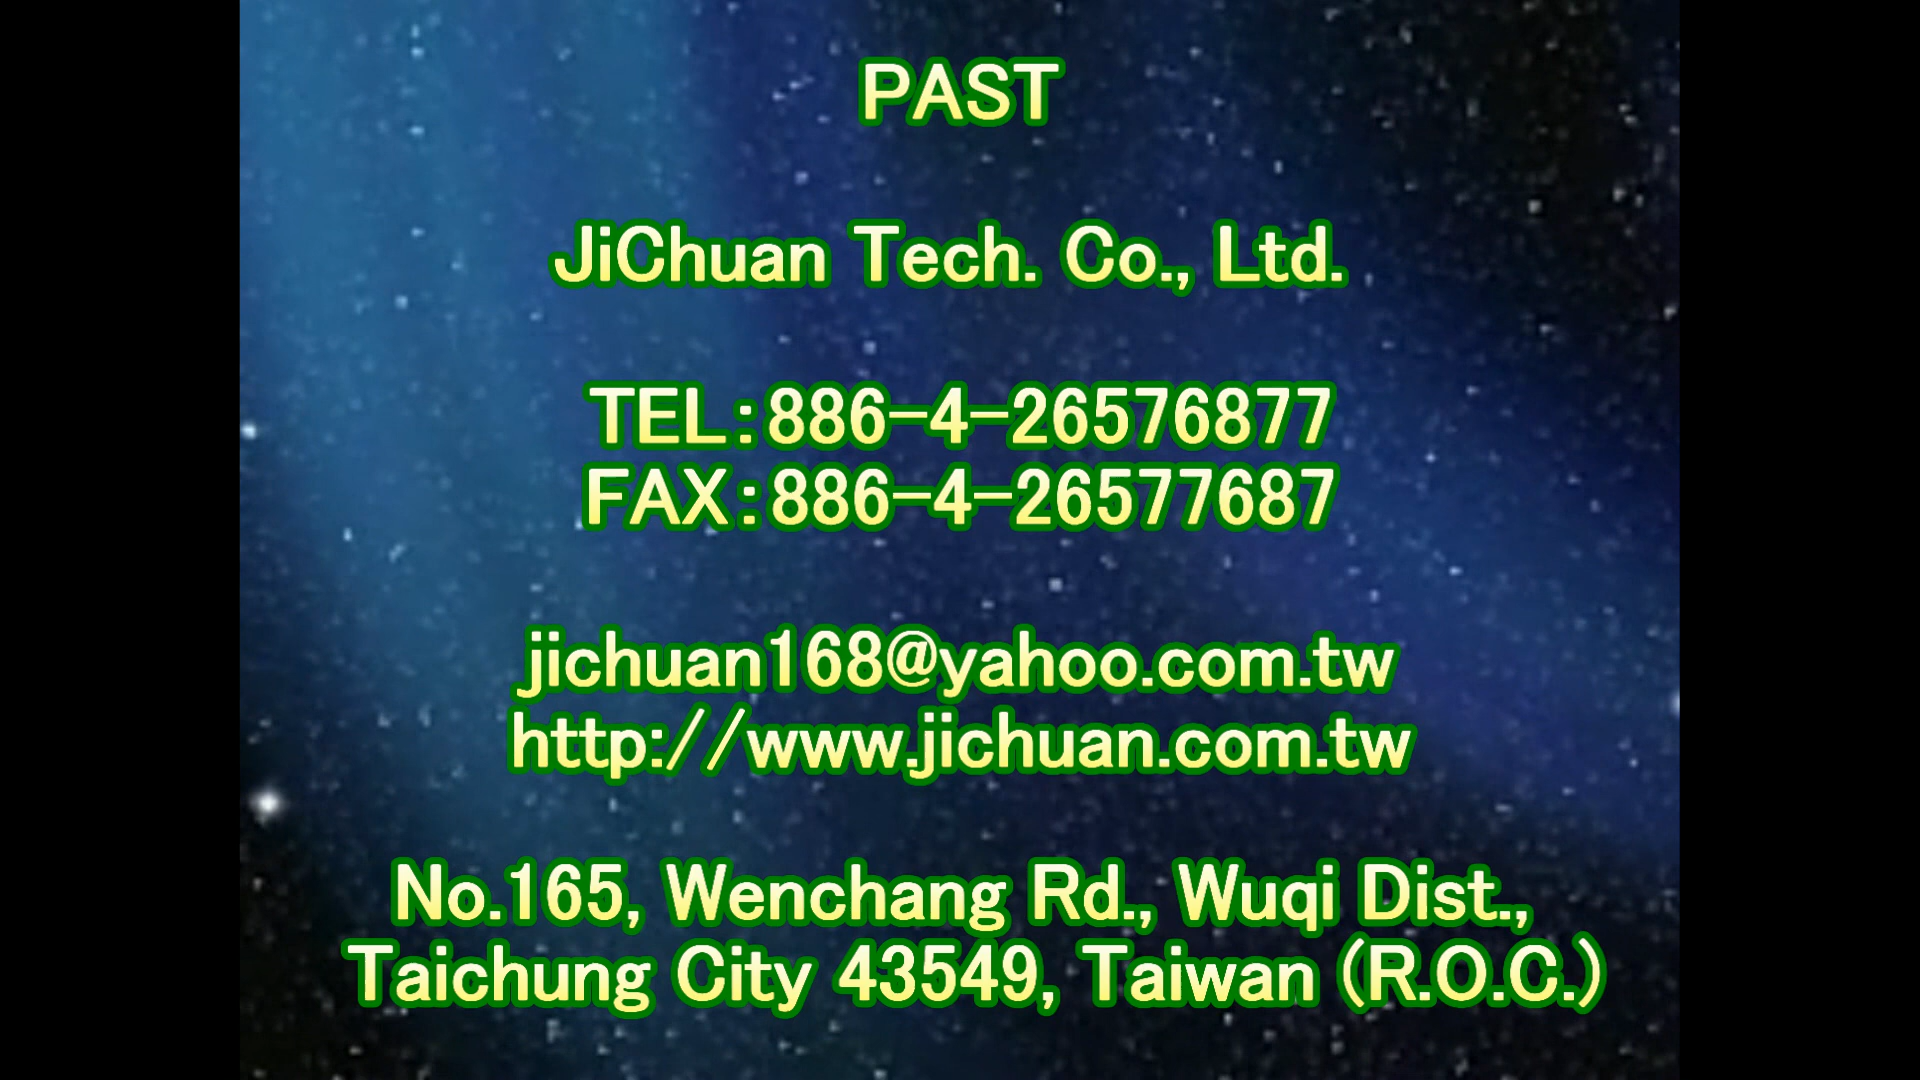 PAST
JiChuan Tech. Co., Ltd.
TEL:886-4-26576877
FAX:886-4-26577687
jichuan168@yahoo.com.tw
http://www.jichuan.com.tw
No.165, Wenchang Rd., Wuqi Dist.,
Taichung City 43549, Taiwan (R.O.C.)